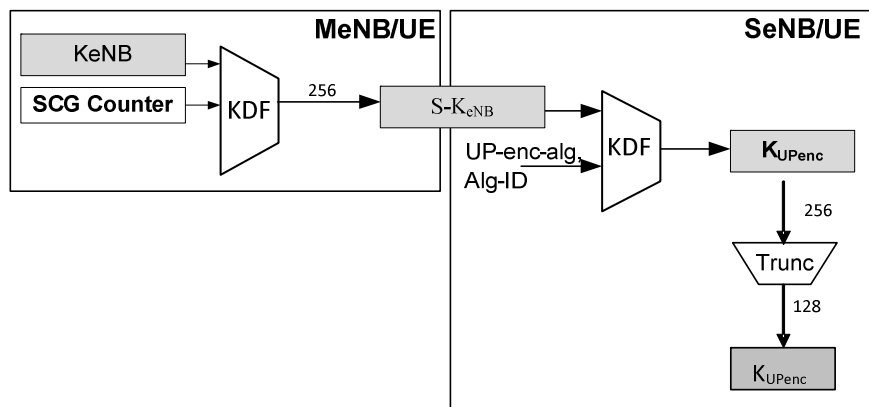 MeNB/UE
KeNB
SCG Counter
KDF
256
S-KeNB
SeNB/UE
UP-enc-alg,
Alg-ID
KDF
KUPenc
256
Trunc
128
KUPenc